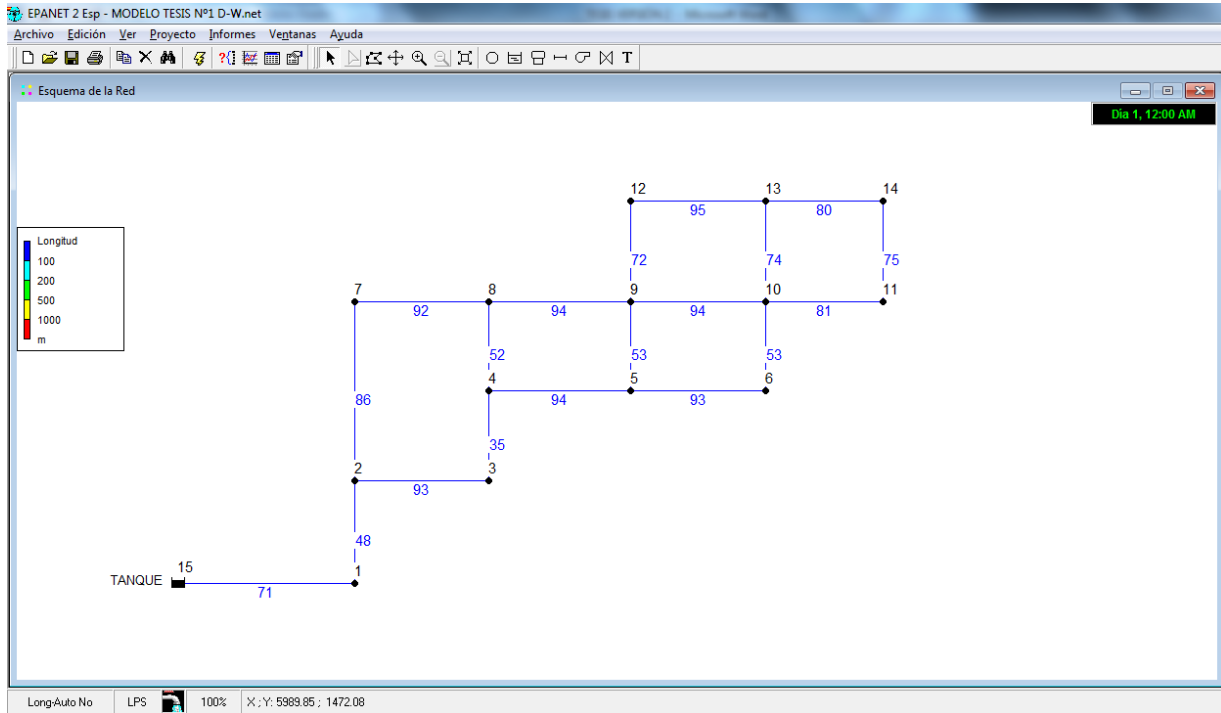 EPANET 2 Esp - MODELO TESIS Nº1 D-W.net
Archivo Edición Ver Proyecto Informes Ventanas Ayuda
T
Esquema de la Red
Dia 1, 12:00 AM
12 13 14
95 80
Longitud
100
200
500
1000
m
72 74 75
7 8 9 10 11
92 94 94 81
52 53 53
4 5 6
86 94 93
35
2 3
93
48
15 1
TANQUE
71
Long-Auto No LPS 100% X ; Y: 5989.85 ; 1472.08